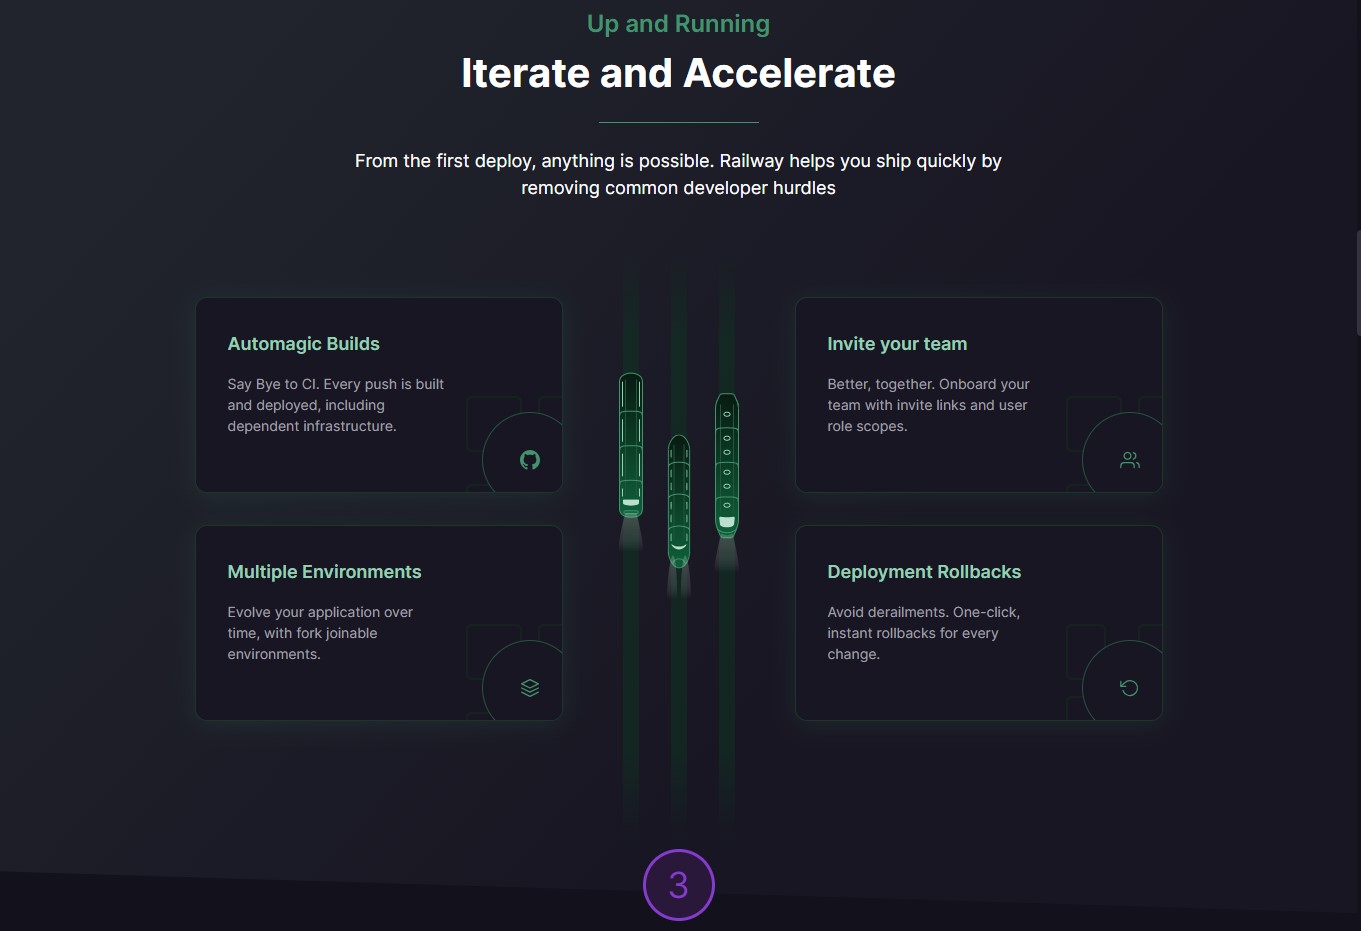 Up and Running
Iterate and Accelerate
From the first deploy, anything is possible. Railway helps you ship quickly by
removing common developer hurdles
Automagic Builds
Say Bye to CI. Every push is built
and deployed, including
dependent infrastructure.
Invite your team
Better, together. Onboard your
team with invite links and user
role scopes.
Multiple Environments
Evolve your application over
time, with fork joinable
environments.
Deployment Rollbacks
Avoid derailments. One-click,
instant rollbacks for every
change.
3